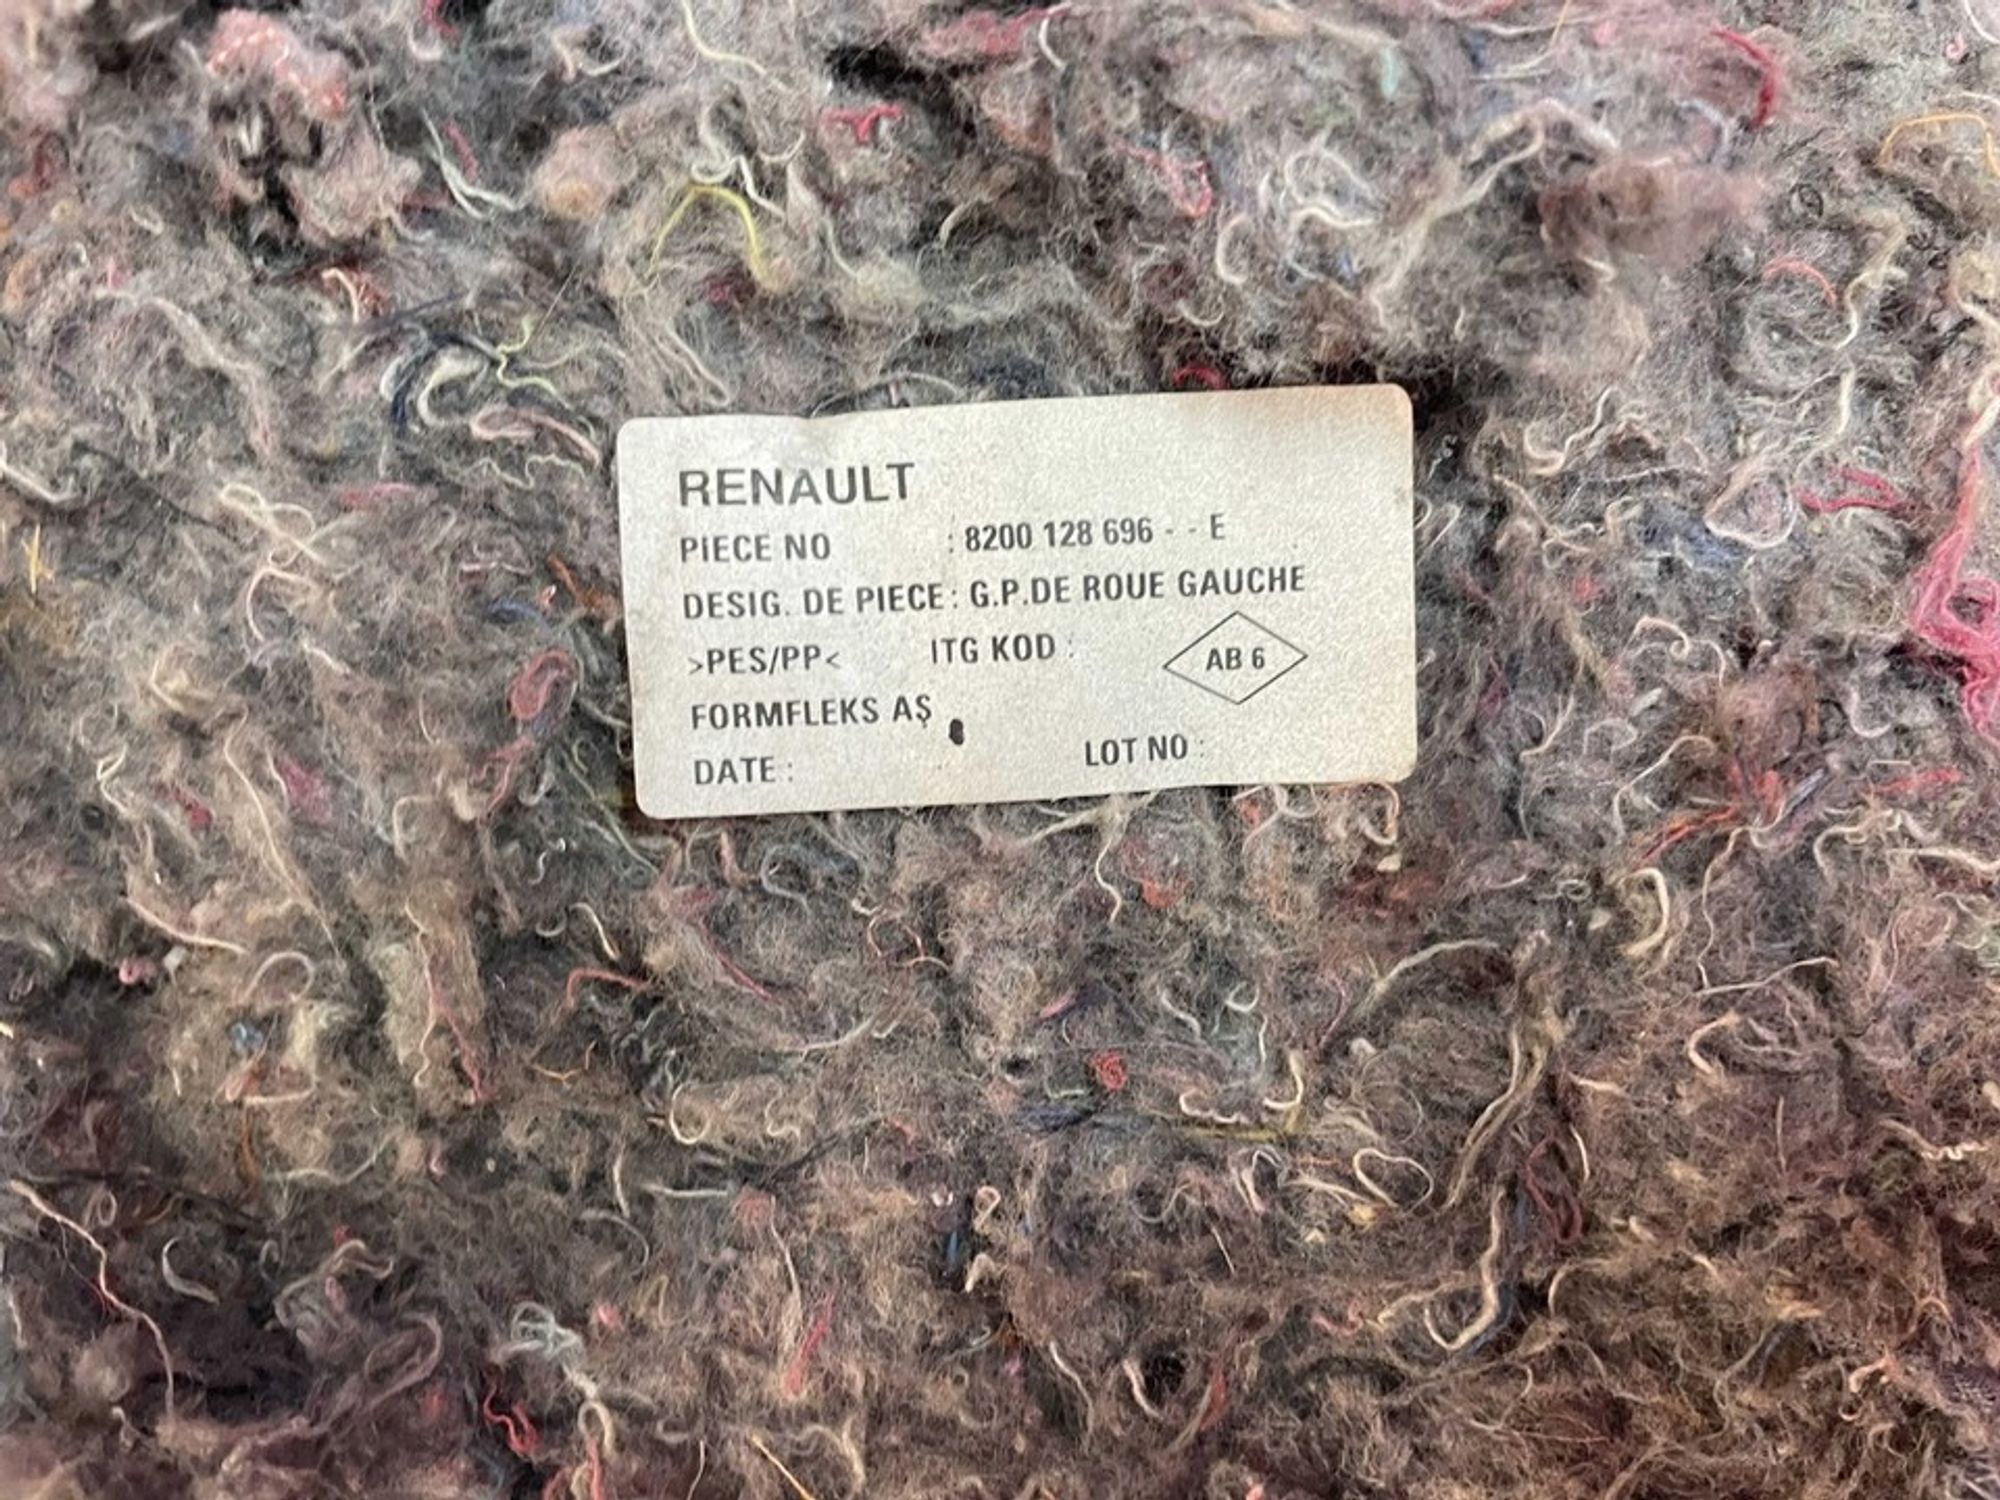 RENAULT
PIECE NO : 8200 128 696 - - E
DESIG. DE PIECE : G.P.DE ROUE GAUCHE
>PES/PP< ITG KOD : AB 6
FORMFLEKS AŞ
DATE : LOT NO :